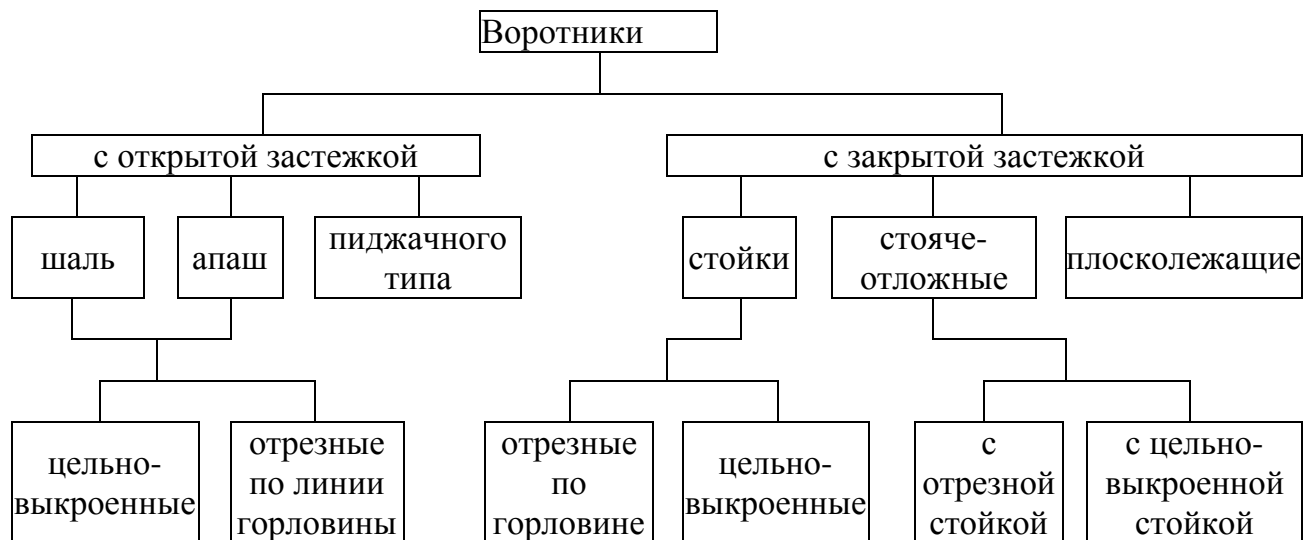 Воротники
с открытой застежкой
с закрытой застежкой
шаль
апаш
пиджачного
типа
стойки
стояче-
отложные
плосколежащие
цельно-
выкроенные
отрезные
по линии
горловины
отрезные
по
горловине
цельно-
выкроенные
с
отрезной
стойкой
с цельно-
выкроенной
стойкой